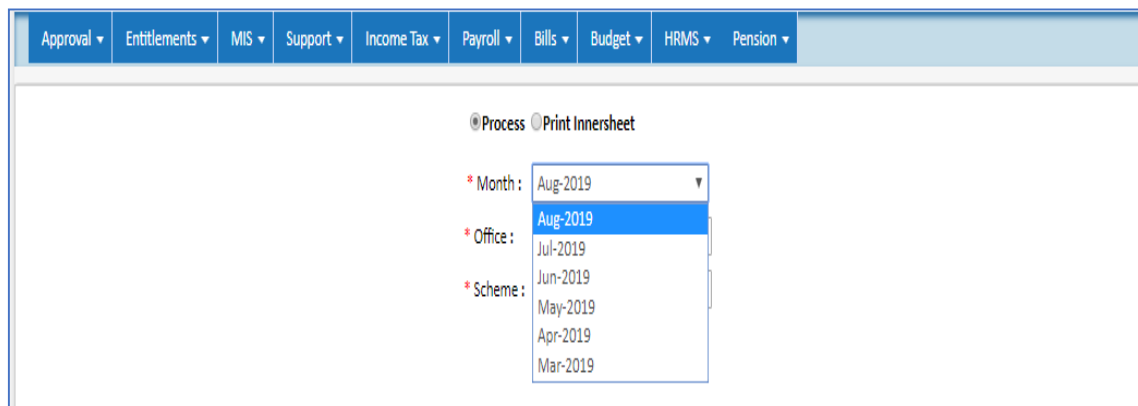 Approval Entitlements MIS Support Income Tax Payroll Bills Budget HRMS Pension
Process Print Innersheet
* Month : Aug-2019
Aug-2019
* Office :
Jul-2019
Jun-2019
* Scheme :
May-2019
Apr-2019
Mar-2019